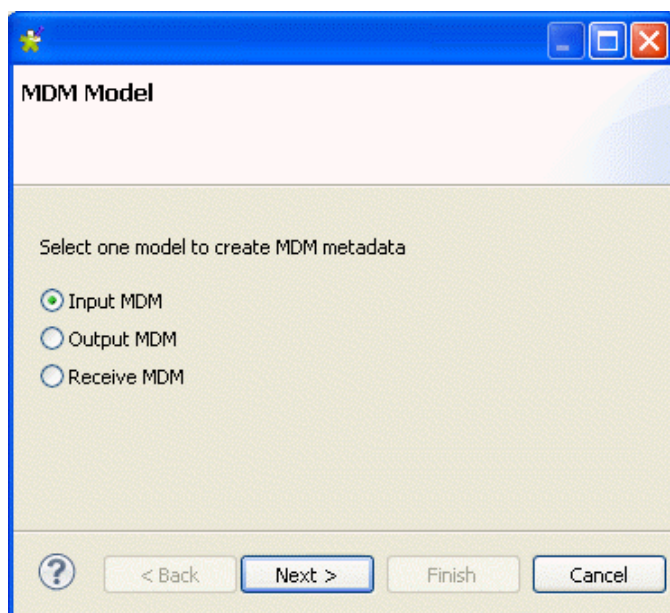 MDM Model
Select one model to create MDM metadata
Input MDM
Output MDM
Receive MDM
? < Back Next > Finish Cancel